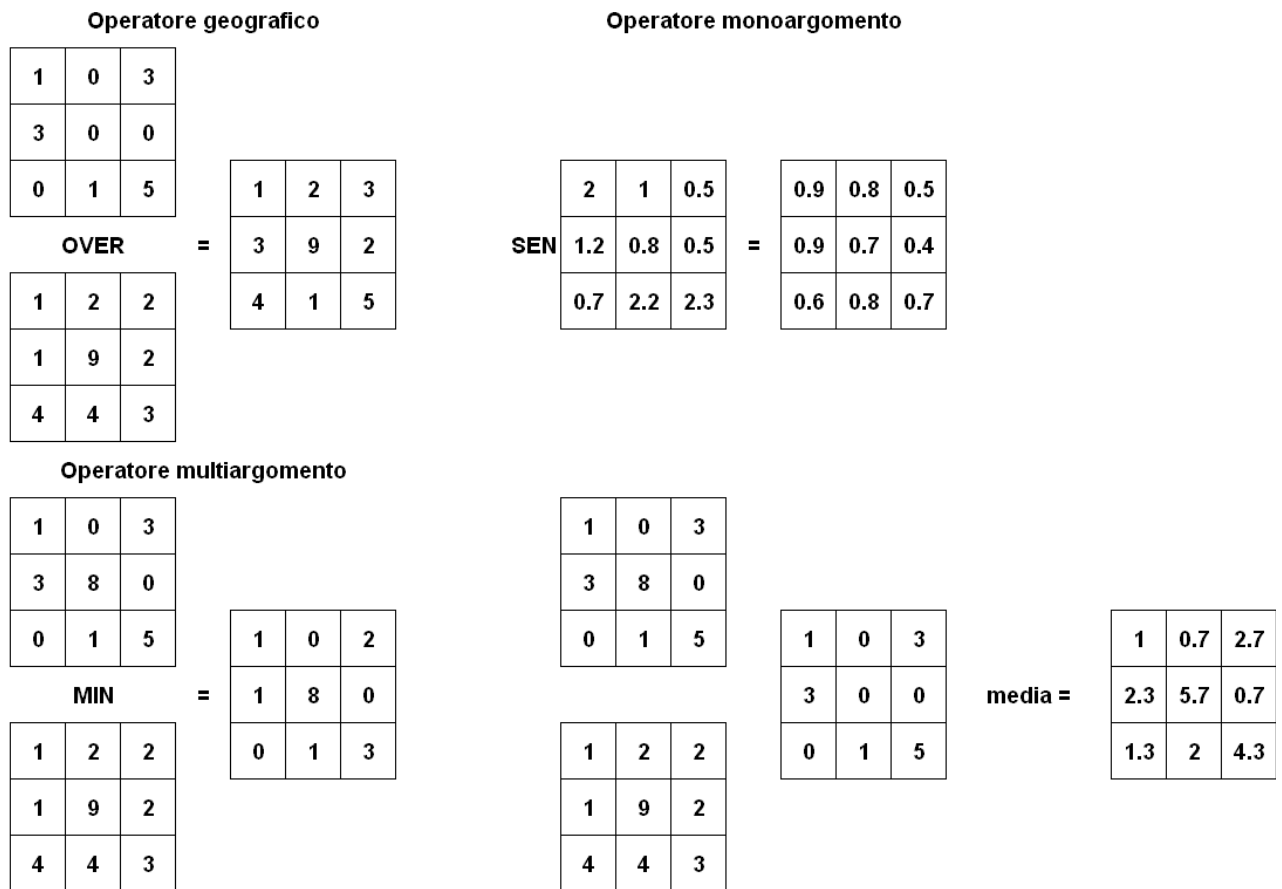 Operatore geografico
1 0 3
3 0 0
0 1 5
OVER
1 2 2
1 9 2
4 4 3
=
1 2 3
3 9 2
4 1 5
Operatore monoargomento
SEN
2 1 0.5
1.2 0.8 0.5
0.7 2.2 2.3
=
0.9 0.8 0.5
0.9 0.7 0.4
0.6 0.8 0.7
Operatore multiargomento
1 0 3
3 8 0
0 1 5
MIN
1 2 2
1 9 2
4 4 3
=
1 0 2
1 8 0
0 1 3
1 0 3
3 8 0
0 1 5
1 2 2
1 9 2
4 4 3
1 0 3
3 0 0
0 1 5
media =
1 0.7 2.7
2.3 5.7 0.7
1.3 2 4.3